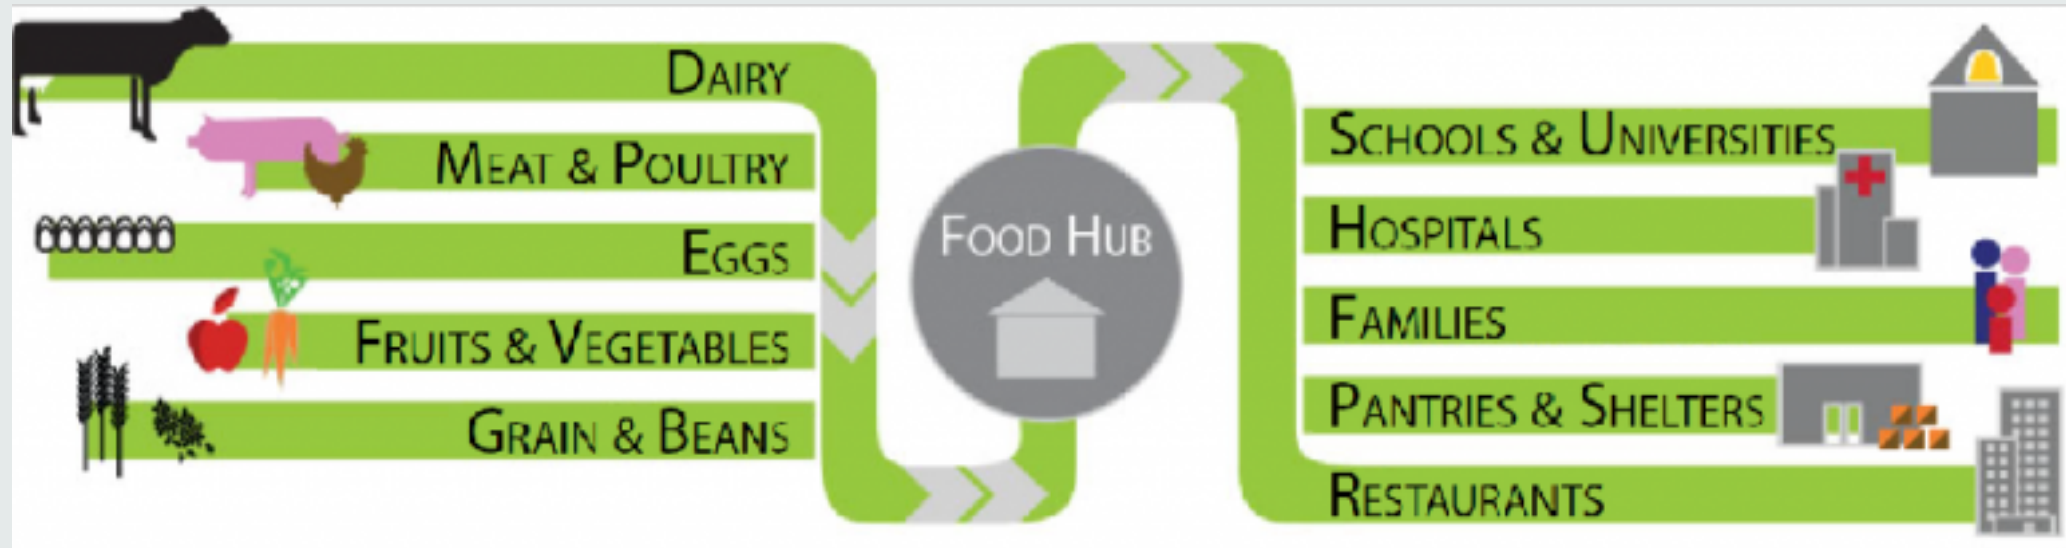 Dairy
Meat & Poultry
Eggs
Fruits & Vegetables
Grain & Beans
Food Hub
Schools & Universities
Hospitals
Families
Pantries & Shelters
Restaurants